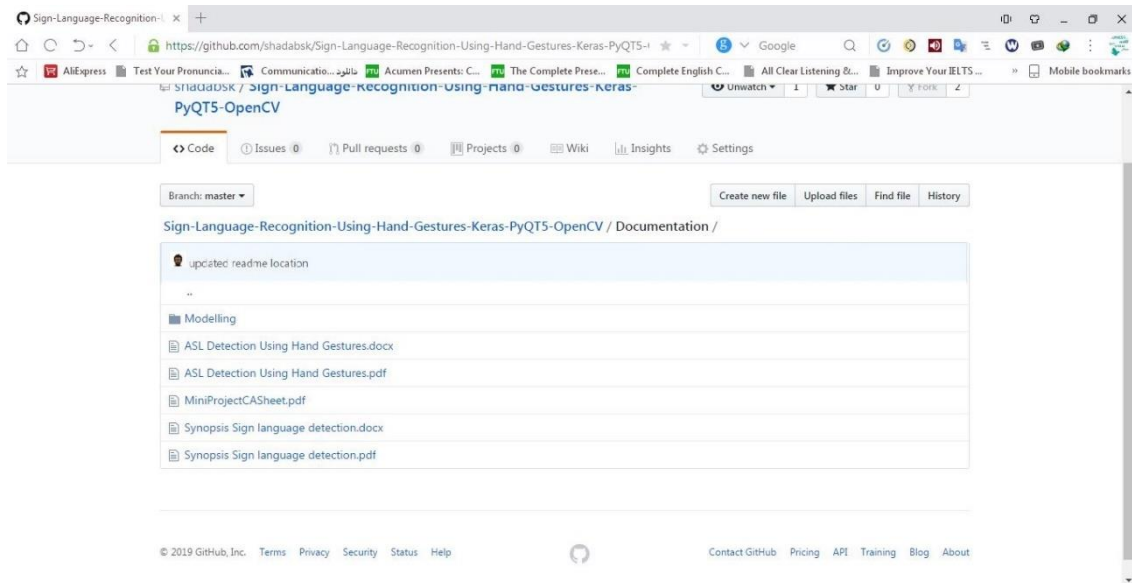 Sign-Language-Recognition-U
https://github.com/shadabsk/Sign-Language-Recognition-Using-Hand-Gestures-Keras-PyQT5-
Google
AliExpress Test Your Pronuncia... Communicatio... دانلود FTU Acumen Presents: C... FTU The Complete Prese... FTU Complete English C... All Clear Listening &... Improve Your IELTS ... » Mobile bookmarks
shadabsk / Sign-Language-Recognition-Using-Hand-Gestures-Keras-
PyQT5-OpenCV
Unwatch 1 Star 0 Fork 2
Code Issues 0 Pull requests 0 Projects 0 Wiki Insights Settings
Branch: master Create new file Upload files Find file History
Sign-Language-Recognition-Using-Hand-Gestures-Keras-PyQT5-OpenCV / Documentation /
updated readme location
..
Modelling
ASL Detection Using Hand Gestures.docx
ASL Detection Using Hand Gestures.pdf
MiniProjectCASheet.pdf
Synopsis Sign language detection.docx
Synopsis Sign language detection.pdf
© 2019 GitHub, Inc. Terms Privacy Security Status Help Contact GitHub Pricing API Training Blog About